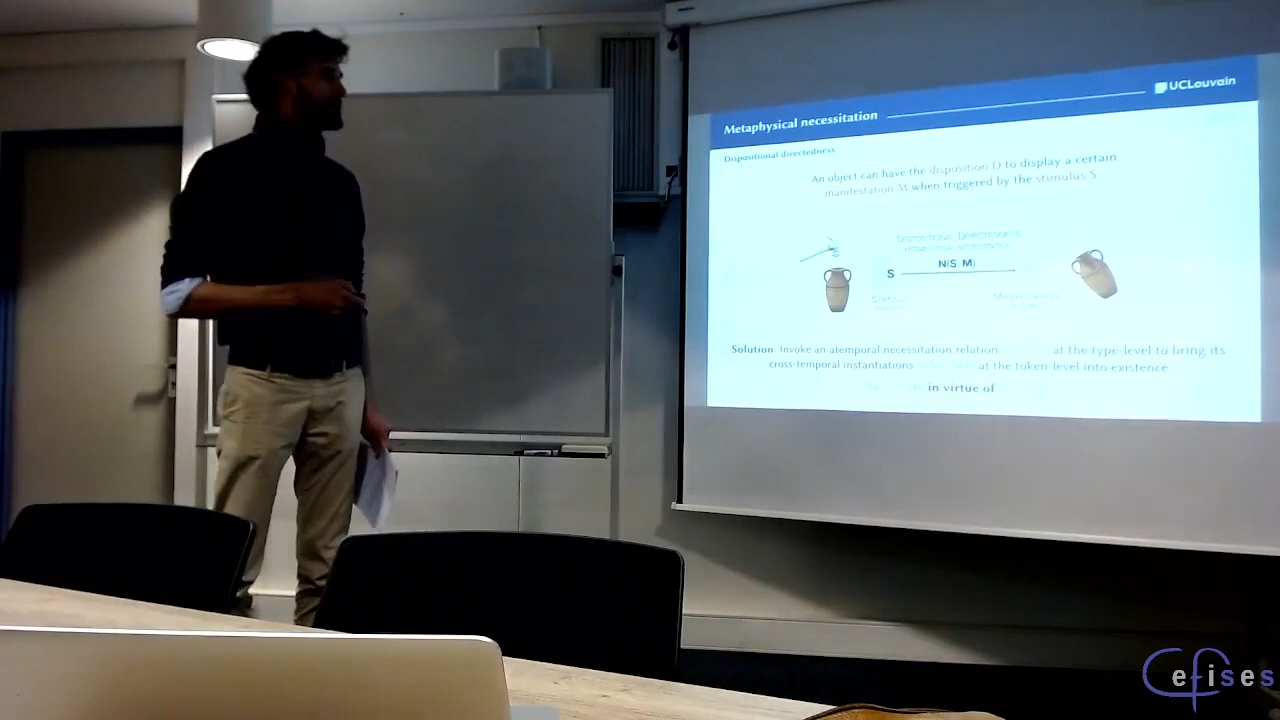 UCLouvain
Metaphysical necessitation
Dispositional directedness
An object can have the disposition D to display a certain
manifestation M when triggered by the stimulus S.
DISPOSITIONAL DIRECTEDNESS
N(S, M)
S
Solution: Invoke an atemporal necessitation relation
at the type-level to bring its
cross-temporal instantiations
at the token-level into existence
in virtue of
efises